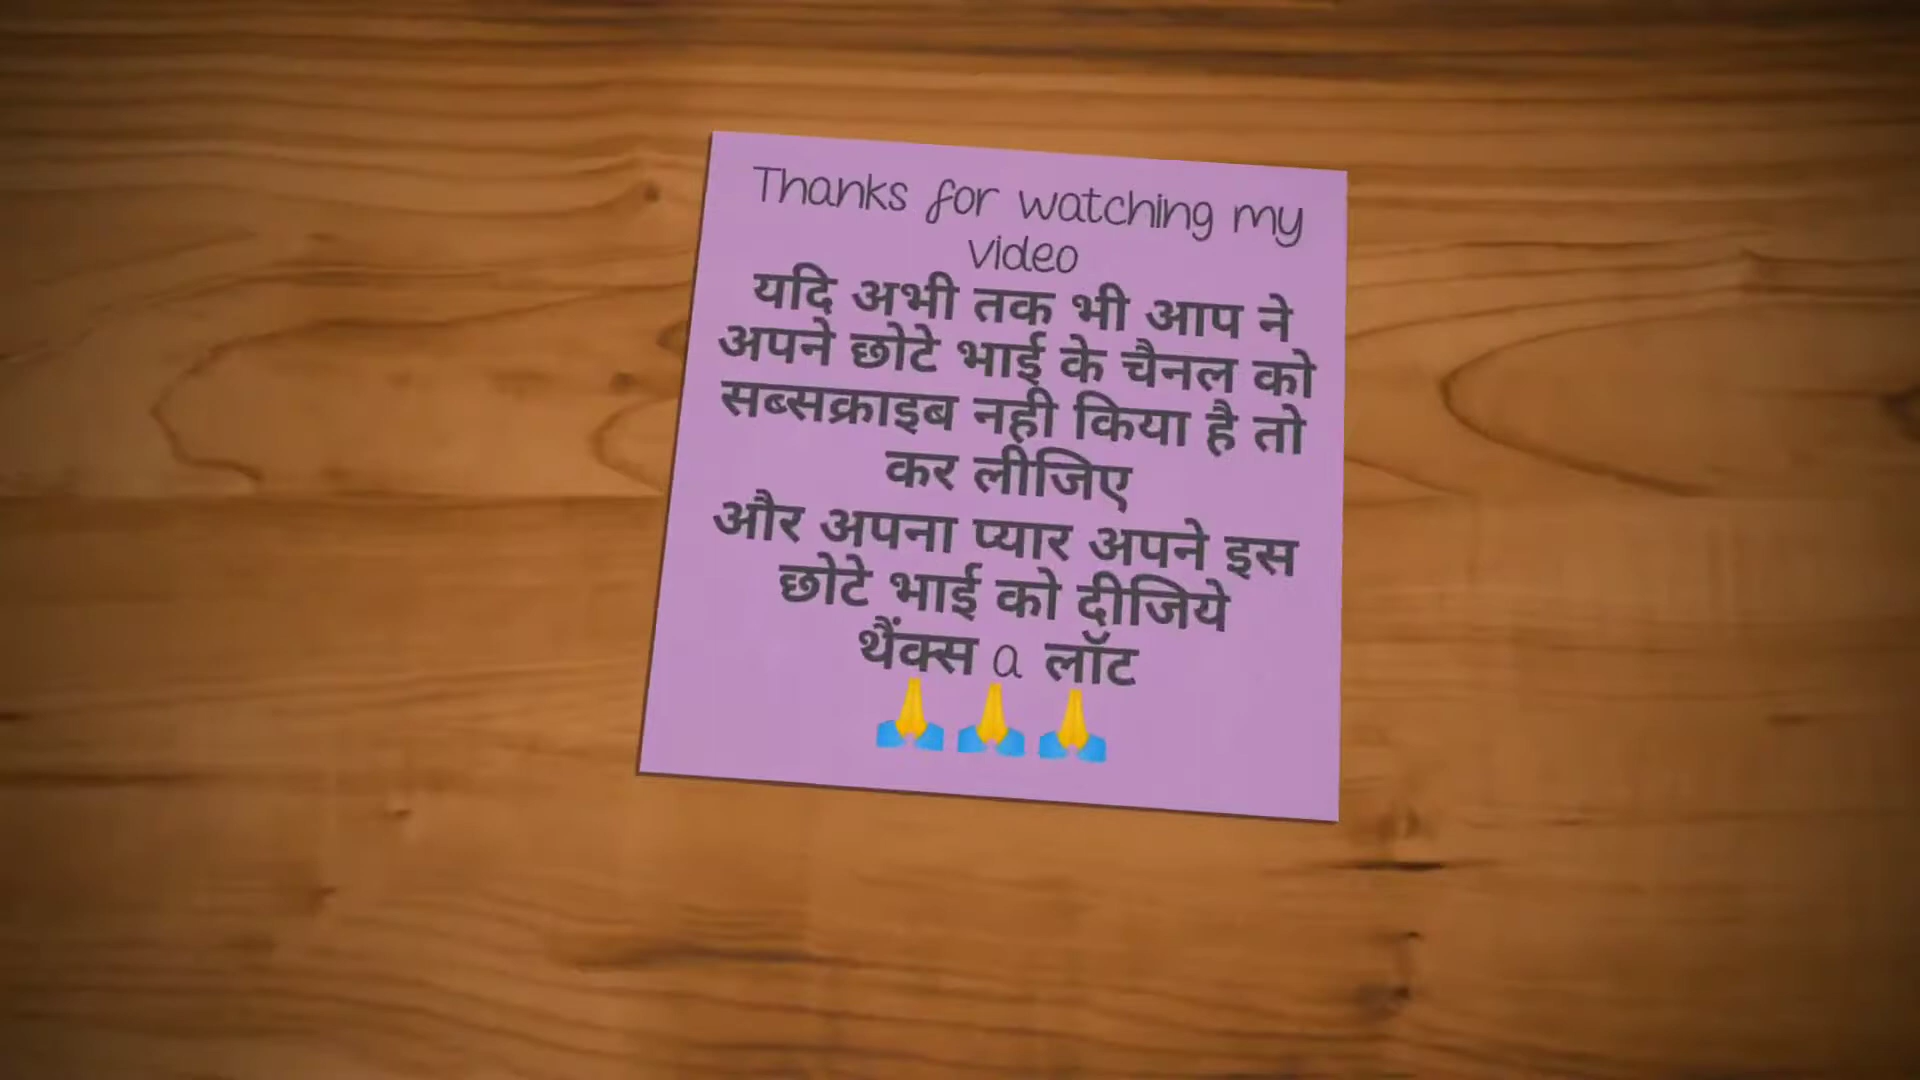 Thanks for watching my
video
यदि अभी तक भी आप ने
अपने छोटे भाई के चैनल को
सब्सक्राइब नही किया है तो
कर लीजिए
और अपना प्यार अपने इस
छोटे भाई को दीजिये
थैंक्स a लॉट
🙏🙏🙏